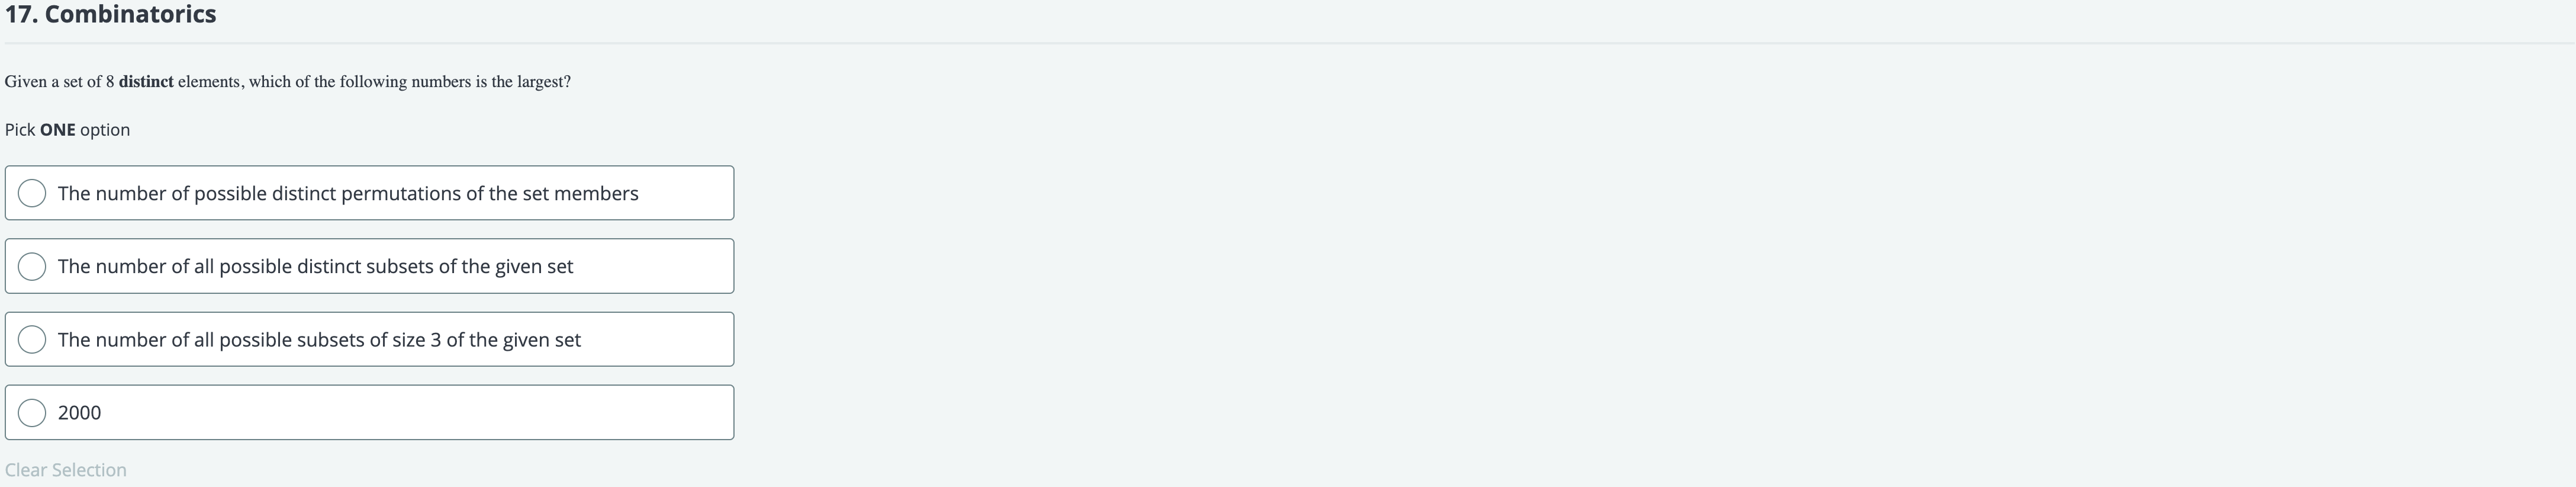 17. Combinatorics
Given a set of 8 distinct elements, which of the following numbers is the largest?
Pick ONE option
The number of possible distinct permutations of the set members
The number of all possible distinct subsets of the given set
The number of all possible subsets of size 3 of the given set
2000
Clear Selection